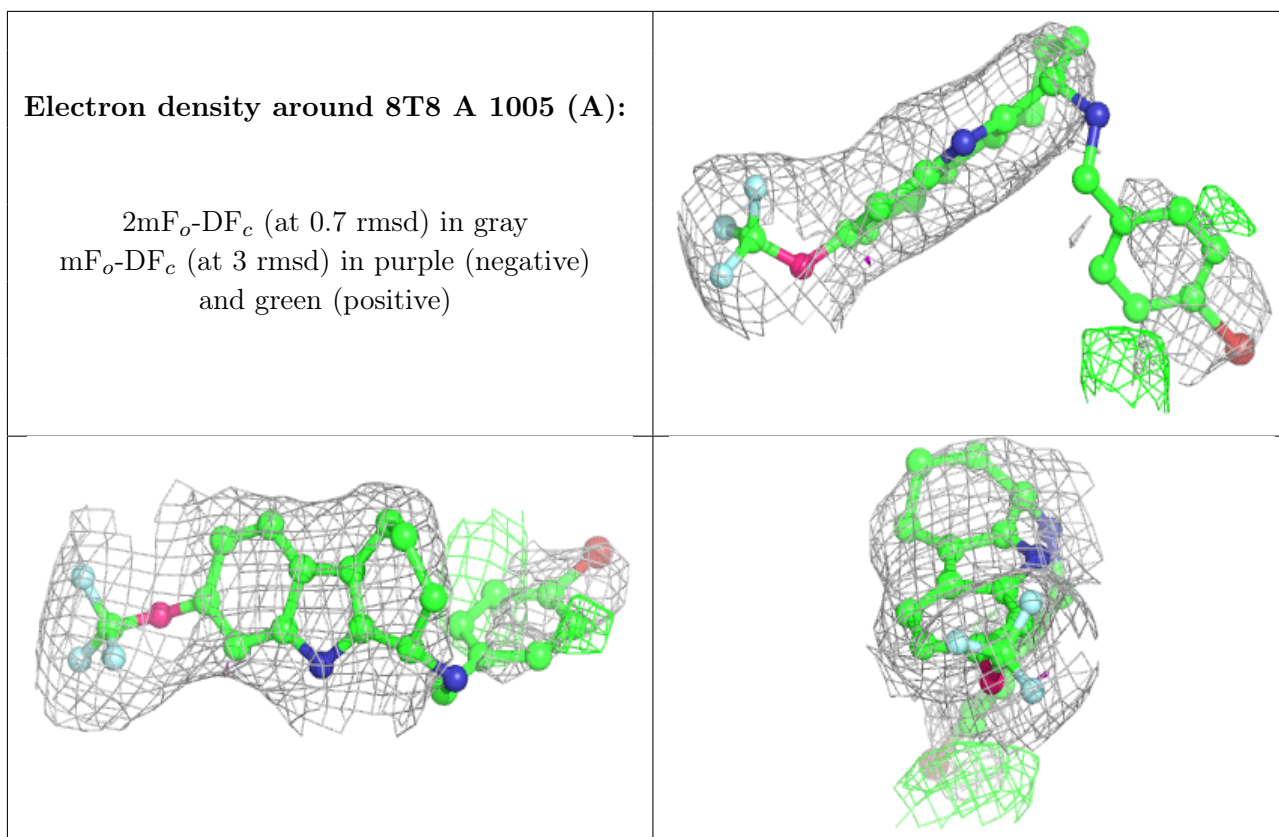 Electron density around 8T8 A 1005 (A):
2mFo-DFc (at 0.7 rmsd) in gray
mFo-DFc (at 3 rmsd) in purple (negative)
and green (positive)